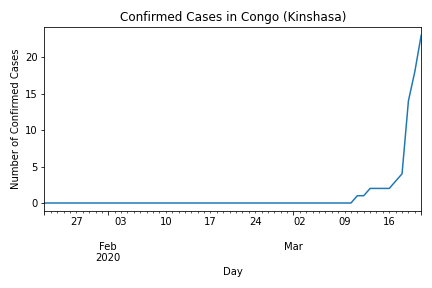 Confirmed Cases in Congo (Kinshasa)
Number of Confirmed Cases
20
15
10
5
0
27 03 10 17 24 02 09 16
Feb Mar
2020
Day